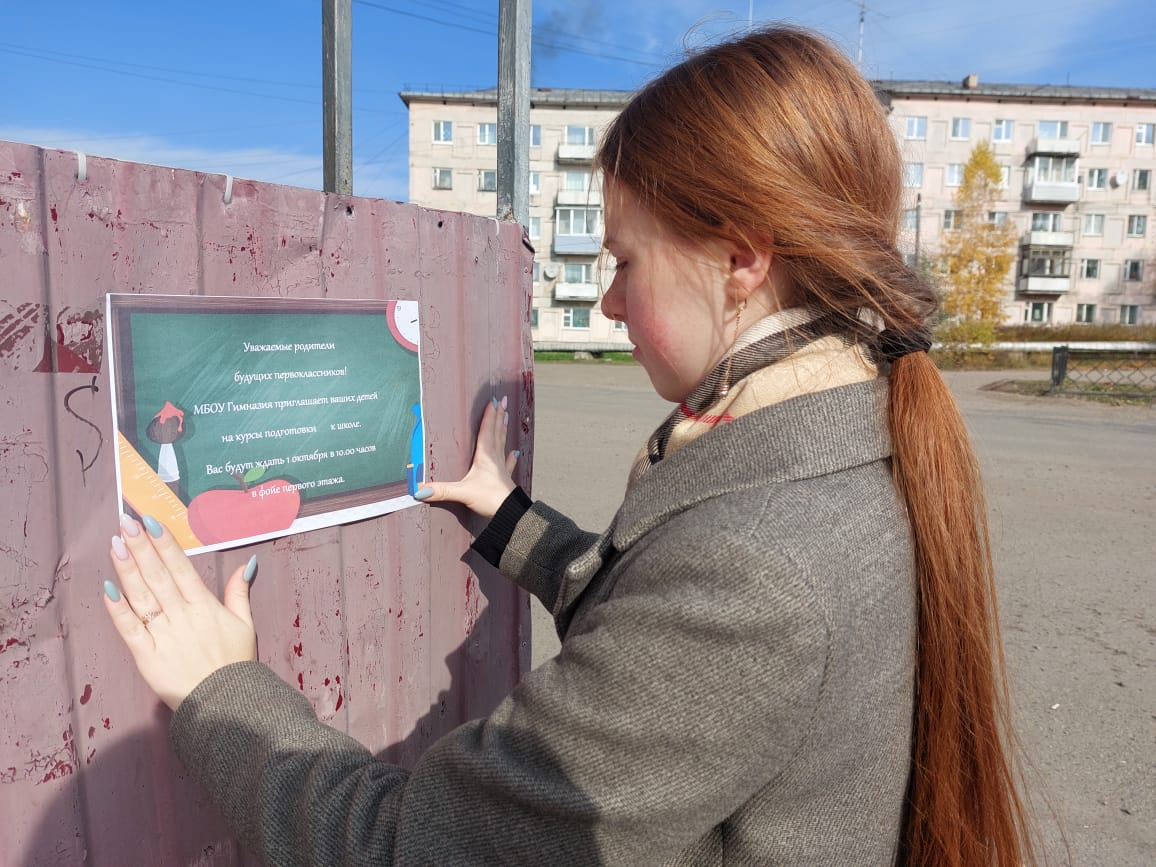 Уважаемые родители
будущих первоклассников!
МБОУ Гимназия приглашает ваших детей
на курсы подготовки к школе.
Вас будут ждать 1 октября в 10.00 часов
в фойе первого этажа.